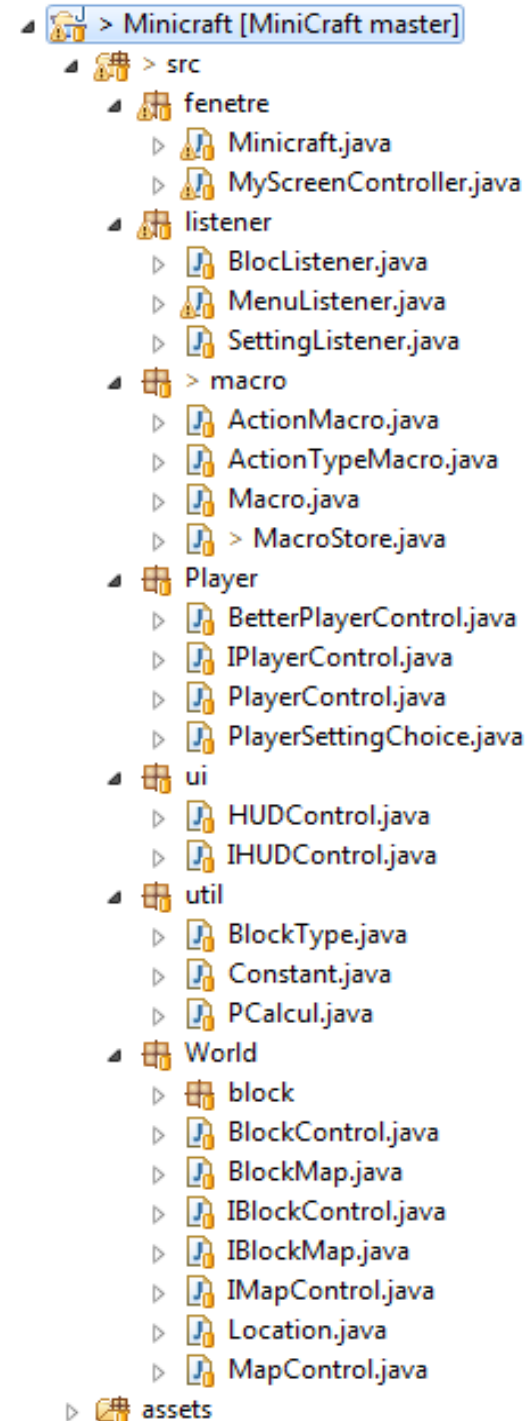 > Minicraft [MiniCraft master]
> src
fenetre
Minicraft.java
MyScreenController.java
listener
BlocListener.java
MenuListener.java
SettingListener.java
> macro
ActionMacro.java
ActionTypeMacro.java
Macro.java
> MacroStore.java
Player
BetterPlayerControl.java
IPlayerControl.java
PlayerControl.java
PlayerSettingChoice.java
ui
HUDControl.java
IHUDControl.java
util
BlockType.java
Constant.java
PCalcul.java
World
block
BlockControl.java
BlockMap.java
IBlockControl.java
IBlockMap.java
IMapControl.java
Location.java
MapControl.java
assets